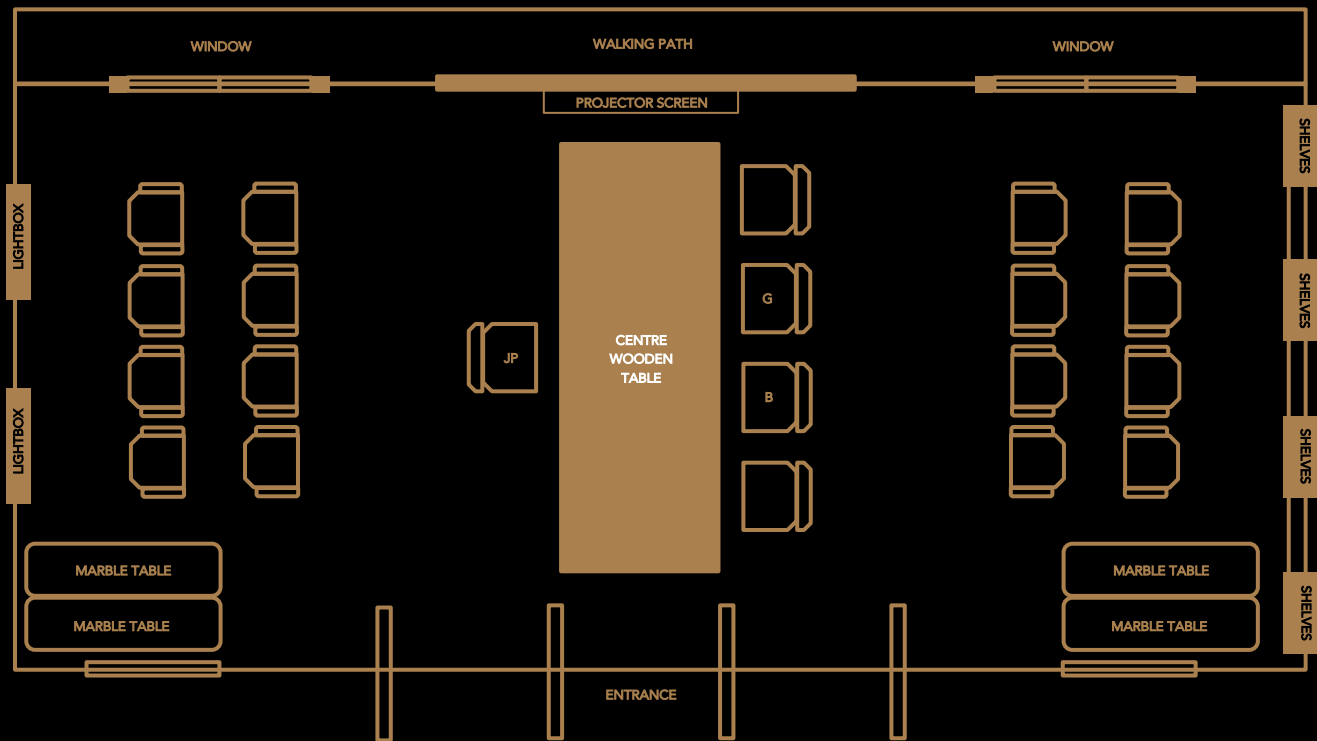 WINDOW
WALKING PATH
WINDOW
PROJECTOR SCREEN
SHELVES
LIGHTBOX
G
SHELVES
JP
CENTRE
WOODEN
TABLE
B
LIGHTBOX
SHELVES
MARBLE TABLE
MARBLE TABLE
MARBLE TABLE
MARBLE TABLE
SHELVES
ENTRANCE